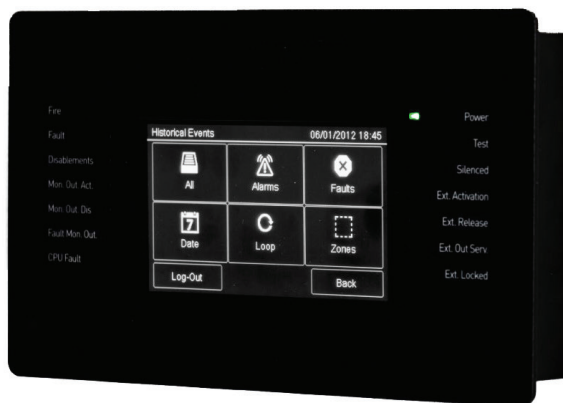 Fire
Fault
Disablements
Mon. Out. Act.
Mon. Out. Dis
Fault Mon. Out.
CPU Fault
Historical Events 06/01/2012 18:45
All Alarms Faults
7
Date Loop Zones
Log-Out Back
Power
Test
Silenced
Ext. Activation
Ext. Release
Ext. Out Serv.
Ext. Locked